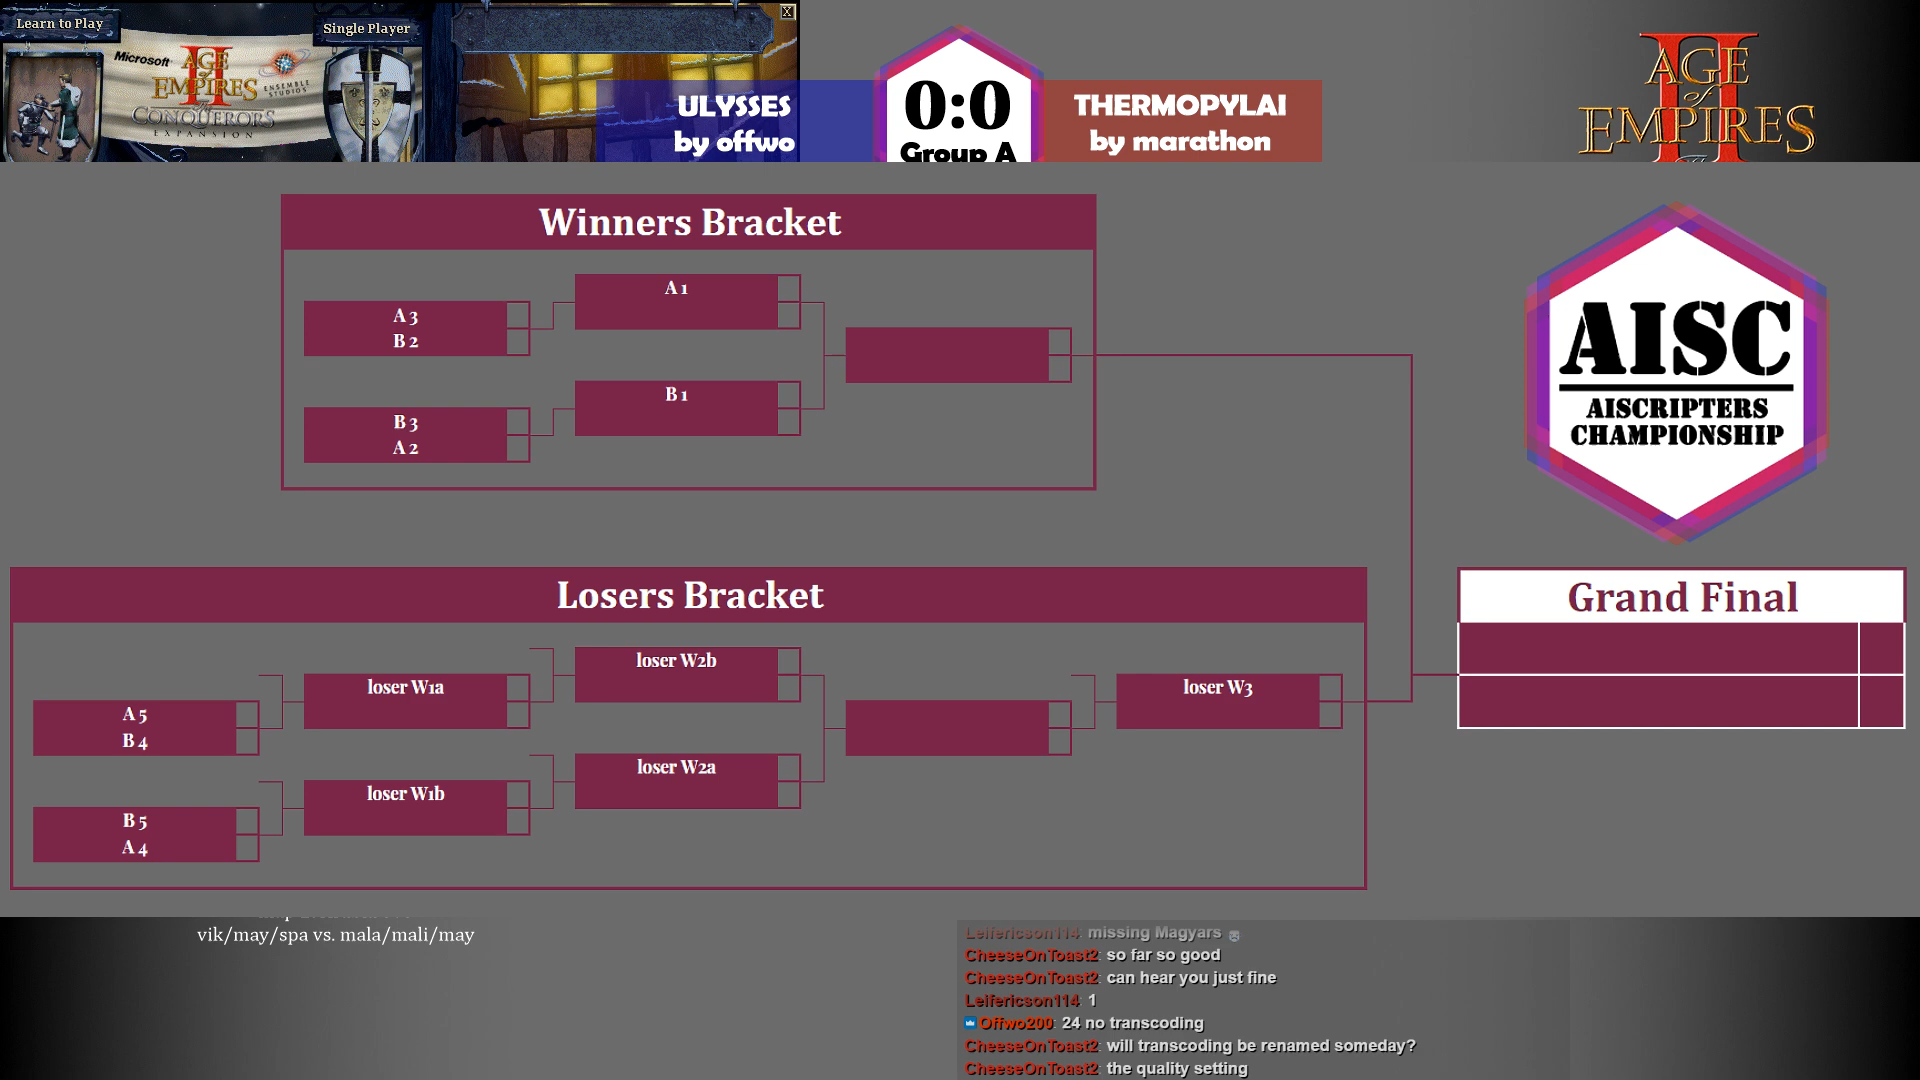 Learn to Play
Single Player
X
Microsoft
AGE
of
EMPIRES
II
The
CONQUERORS
EXPANSION
ENSEMBLE
STUDIOS
ULYSSES
by offwo
0:0
Group A
THERMOPYLAI
by marathon
AGE
of
EMPIRES
II
Winners Bracket
A 1
A 3
B 2
B 1
B 3
A 2
AISC
AISCRIPTERS
CHAMPIONSHIP
Losers Bracket
Grand Final
loser W2b
loser W1a
loser W3
A 5
B 4
loser W2a
loser W1b
B 5
A 4
vik/may/spa vs. mala/mali/may
Leifericson114: missing Magyars
CheeseOnToast2: so far so good
CheeseOnToast2: can hear you just fine
Leifericson114: 1
Offwo200: 24 no transcoding
CheeseOnToast2: will transcoding be renamed someday?
CheeseOnToast2: the quality setting